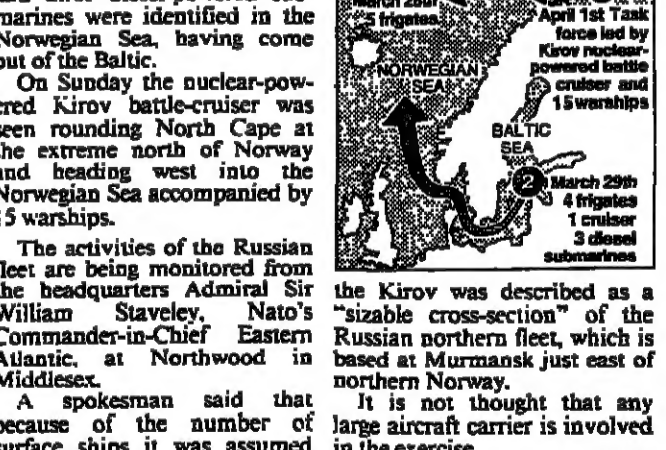 marines were identified in the
Norwegian Sea, having come
out of the Baltic.
On Sunday the nuclear-pow-
ered Kirov battle-cruiser was
seen rounding North Cape at
the extreme north of Norway
and heading west into the
Norwegian Sea accompanied by
15 warships.
The activities of the Russian
fleet are being monitored from
the headquarters Admiral Sir
William Staveley, Nato's
Commander-in-Chief Eastern
Atlantic, at Northwood in
Middlesex.
A spokesman said that
because of the number of
surface ships it was assumed
5 frigates
April 1st Task
force led by
Kirov nuclear-
powered battle
cruiser and
15 warships
NORWEGIAN
SEA
BALTIC
SEA
2
March 29th
4 frigates
1 cruiser
3 diesel
submarines
the Kirov was described as a
"sizable cross-section" of the
Russian northern fleet, which is
based at Murmansk just east of
northern Norway.
It is not thought that any
large aircraft carrier is involved
in the exercise